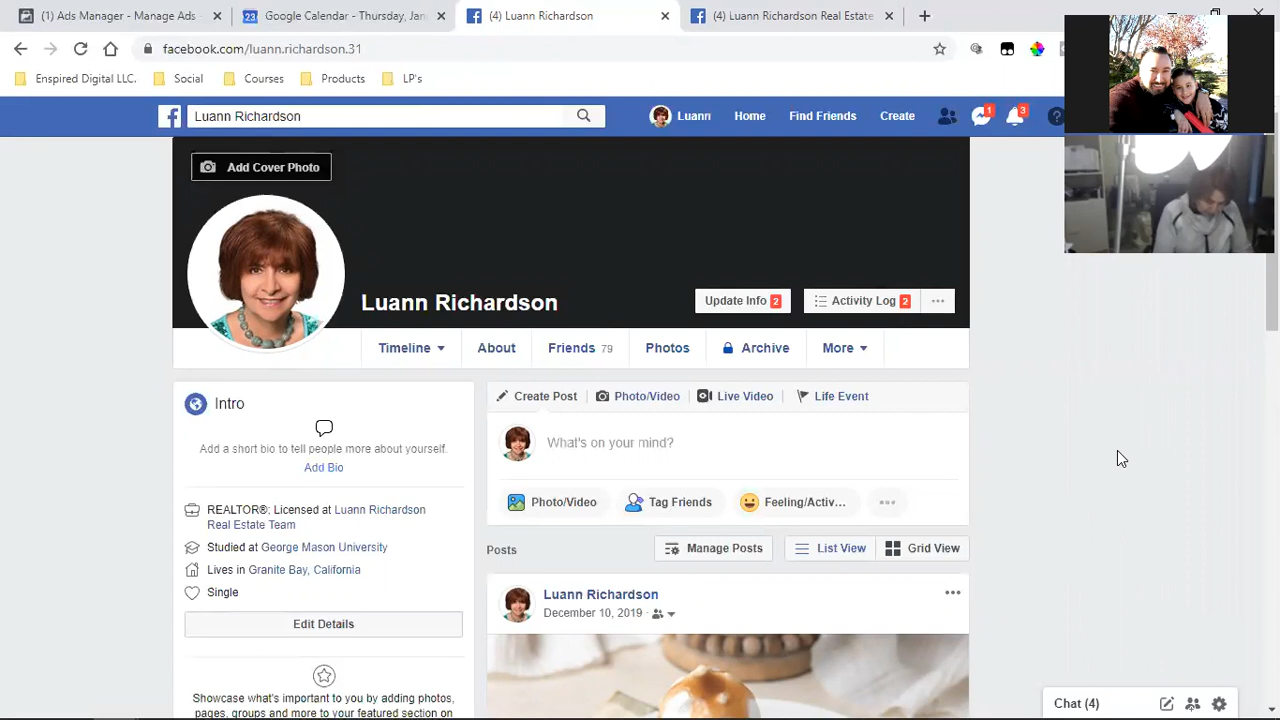 (1) Ads Manager - Manage Ads
Google Calendar - Thursday, Jan
(4) Luann Richardson
(4) Luann Richardson Real Estate
facebook.com/luann.richardson.31
Enspired Digital LLC.
Social
Courses
Products
LP's
Luann Richardson
Luann
Home
Find Friends
Create
1
3
Add Cover Photo
Luann Richardson
Update Info 2
Activity Log 2
Timeline
About
Friends 79
Photos
Archive
More
Intro
Add a short bio to tell people more about yourself.
Add Bio
REALTOR®: Licensed at Luann Richardson
Real Estate Team
Studied at George Mason University
Lives in Granite Bay, California
Single
Edit Details
Showcase what's important to you by adding photos,
pages, groups and more to your featured section on
Create Post
Photo/Video
Live Video
Life Event
What's on your mind?
Photo/Video
Tag Friends
Feeling/Activ...
Posts
Manage Posts
List View
Grid View
Luann Richardson
December 10, 2019
Chat (4)